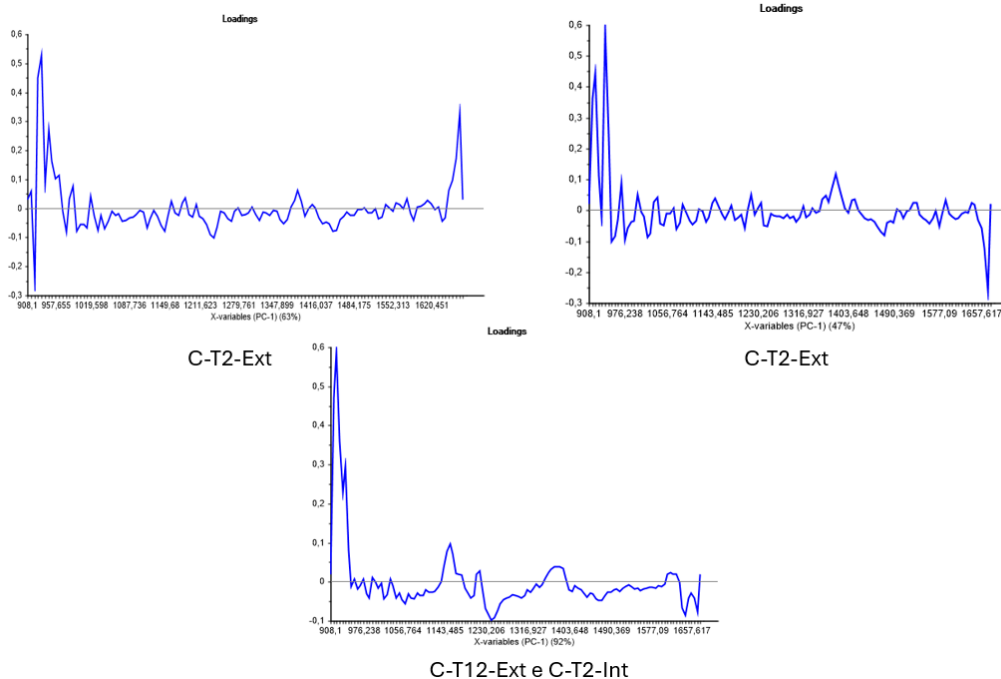 Loadings
0,6
0,5
0,4
0,3
0,2
0,1
0
-0,1
-0,2
-0,3
908,1 957,655 1019,598 1087,736 1149,68 1211,623 1279,761 1347,899 1416,037 1484,175 1552,313 1620,451
X-variables (PC-1) (63%)
C-T2-Ext
Loadings
0,6
0,5
0,4
0,3
0,2
0,1
0
-0,1
-0,2
-0,3
908,1 976,238 1056,764 1143,485 1230,206 1316,927 1403,648 1490,369 1577,09 1657,617
X-variables (PC-1) (47%)
C-T2-Ext
Loadings
0,6
0,5
0,4
0,3
0,2
0,1
0
-0,1
908,1 976,238 1056,764 1143,485 1230,206 1316,927 1403,648 1490,369 1577,09 1657,617
X-variables (PC-1) (92%)
C-T12-Ext e C-T2-Int